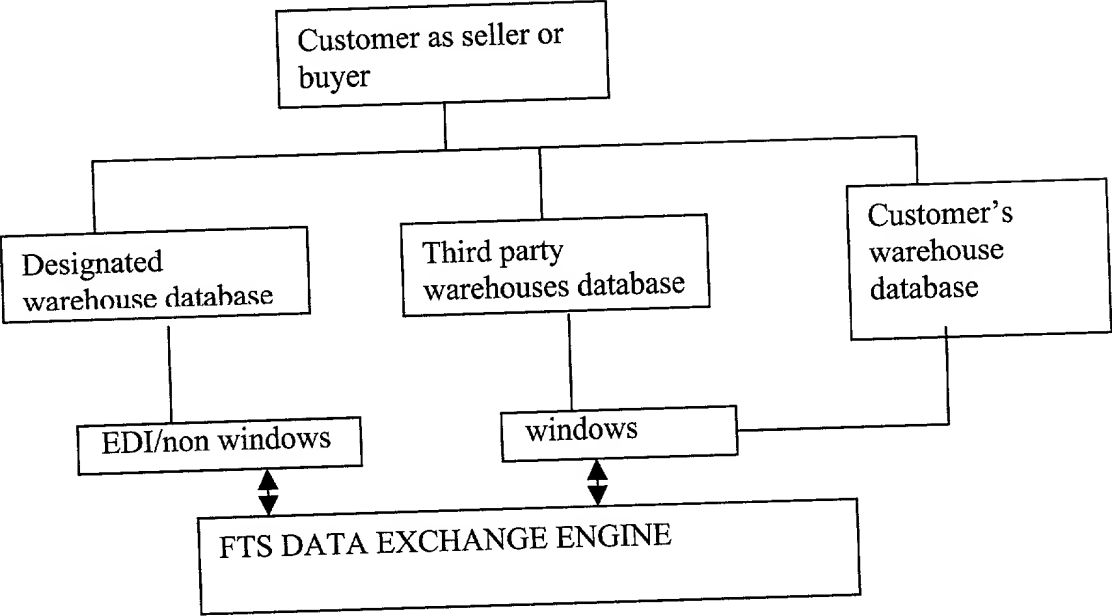 Customer as seller or
buyer
Designated
warehouse database
Third party
warehouses database
Customer's
warehouse
database
EDI/non windows
windows
FTS DATA EXCHANGE ENGINE